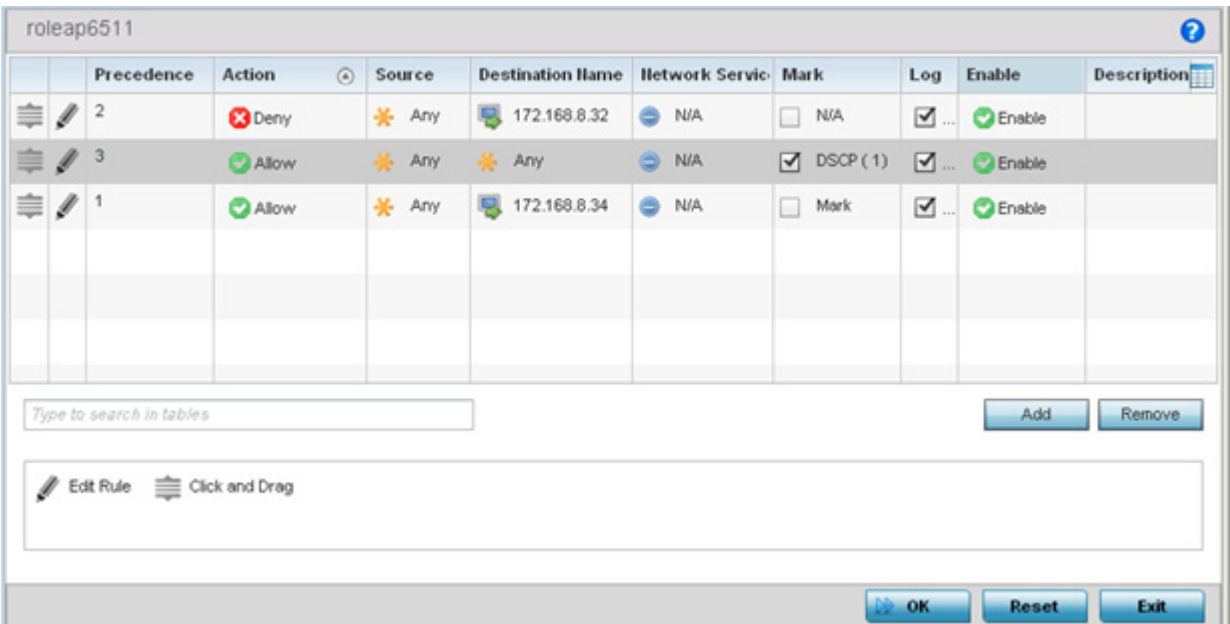 roleap6511
Precedence Action Source Destination Name Network Servic Mark Log Enable Description
2 Deny Any 172.168.8.32 N/A N/A ... Enable
3 Allow Any Any N/A DSCP ( 1 ) ... Enable
1 Allow Any 172.168.8.34 N/A Mark ... Enable
Type to search in tables
Add Remove
Edit Rule Click and Drag
OK Reset Exit